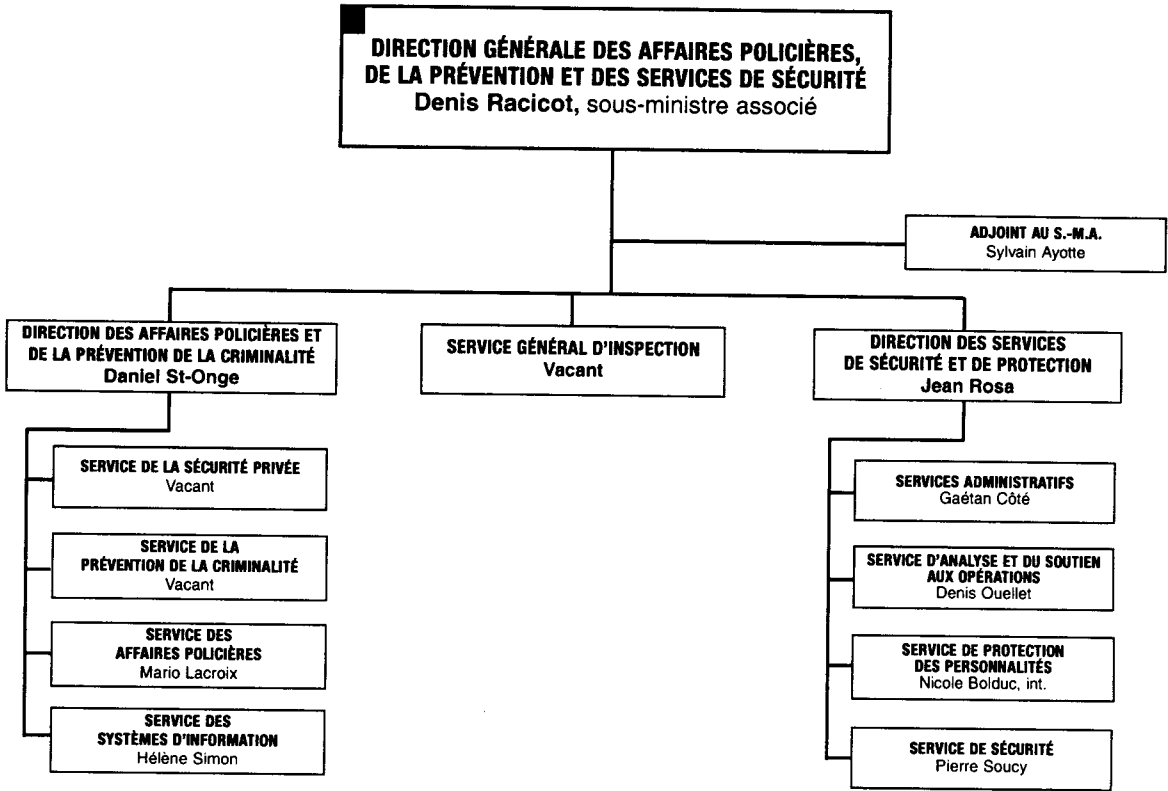 DIRECTION GÉNÉRALE DES AFFAIRES POLICIÈRES,
DE LA PRÉVENTION ET DES SERVICES DE SÉCURITÉ
Denis Racicot, sous-ministre associé
ADJOINT AU S.-M.A.
Sylvain Ayotte
DIRECTION DES AFFAIRES POLICIÈRES ET
DE LA PRÉVENTION DE LA CRIMINALITÉ
Daniel St-Onge
SERVICE GÉNÉRAL D'INSPECTION
Vacant
DIRECTION DES SERVICES
DE SÉCURITÉ ET DE PROTECTION
Jean Rosa
SERVICE DE LA SÉCURITÉ PRIVÉE
Vacant
SERVICE DE LA
PRÉVENTION DE LA CRIMINALITÉ
Vacant
SERVICE DES
AFFAIRES POLICIÈRES
Mario Lacroix
SERVICE DES
SYSTÈMES D'INFORMATION
Hélène Simon
SERVICES ADMINISTRATIFS
Gaétan Côté
SERVICE D'ANALYSE ET DU SOUTIEN
AUX OPÉRATIONS
Denis Ouellet
SERVICE DE PROTECTION
DES PERSONNALITÉS
Nicole Bolduc, int.
SERVICE DE SÉCURITÉ
Pierre Soucy